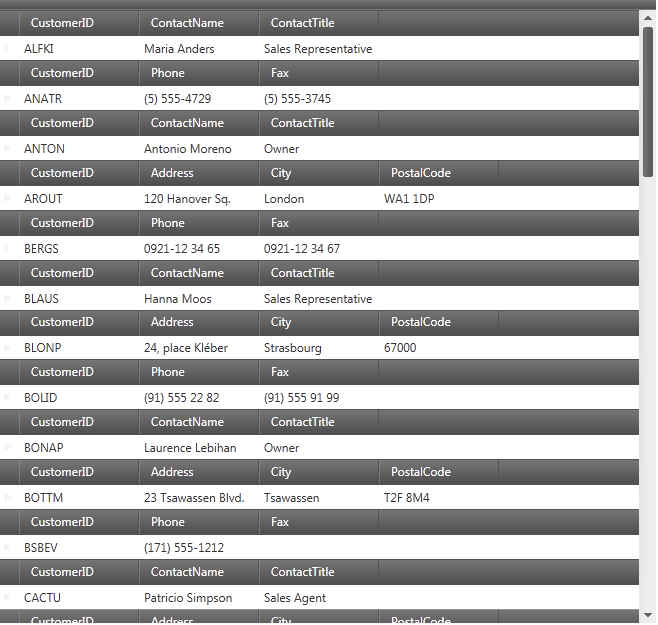 CustomerID ContactName ContactTitle
ALFKI Maria Anders Sales Representative
CustomerID Phone Fax
ANATR (5) 555-4729 (5) 555-3745
CustomerID ContactName ContactTitle
ANTON Antonio Moreno Owner
CustomerID Address City PostalCode
AROUT 120 Hanover Sq. London WA1 1DP
CustomerID Phone Fax
BERGS 0921-12 34 65 0921-12 34 67
CustomerID ContactName ContactTitle
BLAUS Hanna Moos Sales Representative
CustomerID Address City PostalCode
BLONP 24, place Kléber Strasbourg 67000
CustomerID Phone Fax
BOLID (91) 555 22 82 (91) 555 91 99
CustomerID ContactName ContactTitle
BONAP Laurence Lebihan Owner
CustomerID Address City PostalCode
BOTTM 23 Tsawassen Blvd. Tsawassen T2F 8M4
CustomerID Phone Fax
BSBEV (171) 555-1212
CustomerID ContactName ContactTitle
CACTU Patricio Simpson Sales Agent
CustomerID Address City PostalCode